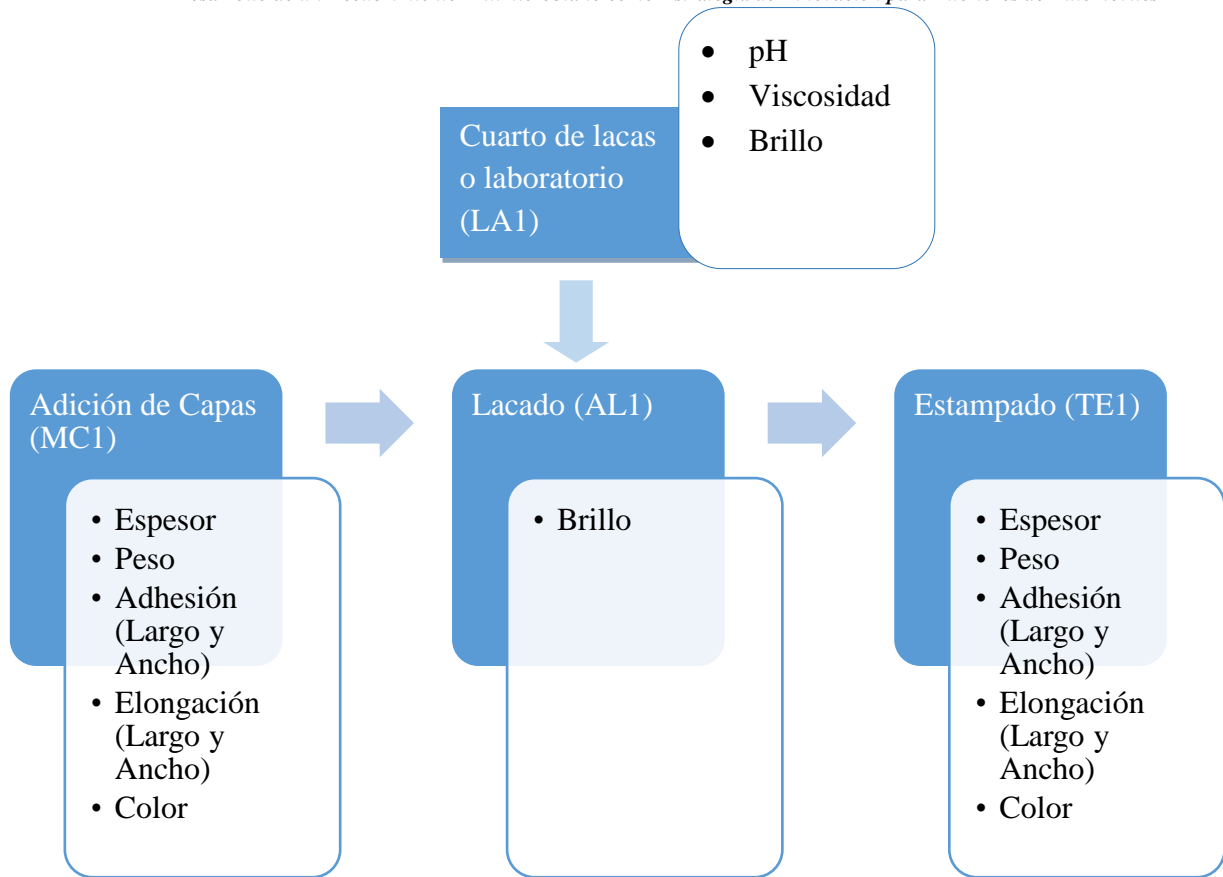 • pH
• Viscosidad
• Brillo
Cuarto de lacas
o laboratorio
(LA1)
Adición de Capas
(MC1)
• Espesor
• Peso
• Adhesión
(Largo y
Ancho)
• Elongación
(Largo y
Ancho)
• Color
Lacado (AL1)
• Brillo
Estampado (TE1)
• Espesor
• Peso
• Adhesión
(Largo y
Ancho)
• Elongación
(Largo y
Ancho)
• Color